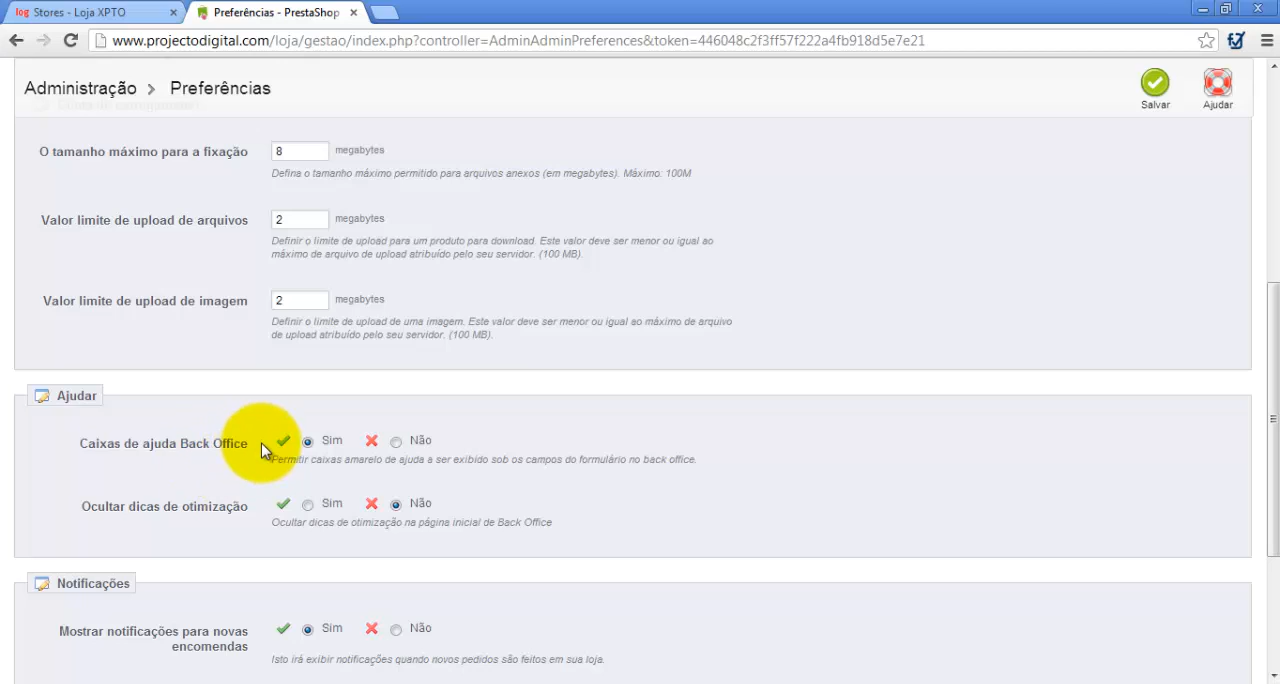 log Stores - Loja XPTO
Preferências - PrestaShop
www.projectodigital.com/loja/gestao/index.php?controller=AdminAdminPreferences&token=446048c2f3ff57f222a4fb918d5e7e21
Administração > Preferências
Salvar
Ajudar
O tamanho máximo para a fixação
8
megabytes
Defina o tamanho máximo permitido para arquivos anexos (em megabytes). Máximo: 100M
Valor limite de upload de arquivos
2
megabytes
Definir o limite de upload para um produto para download. Este valor deve ser menor ou igual ao
máximo de arquivo de upload atribuído pelo seu servidor. (100 MB).
Valor limite de upload de imagem
2
megabytes
Definir o limite de upload de uma imagem. Este valor deve ser menor ou igual ao máximo de arquivo
de upload atribuído pelo seu servidor. (100 MB).
Ajudar
Caixas de ajuda Back Office
Sim
Não
Permitir caixas amarelo de ajuda a ser exibido sob os campos do formulário no back office.
Ocultar dicas de otimização
Sim
Não
Ocultar dicas de otimização na página inicial de Back Office
Notificações
Mostrar notificações para novas
encomendas
Sim
Não
Isto irá exibir notificações quando novos pedidos são feitos em sua loja.